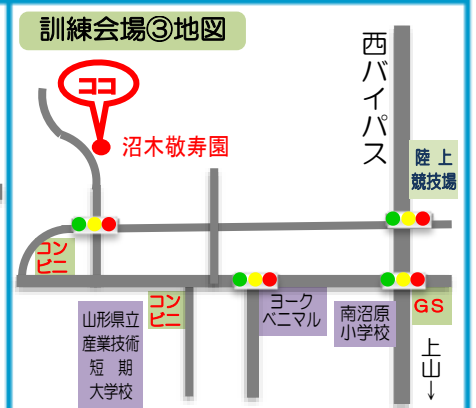 訓練会場③地図
ココ
沼木敬寿園
西バイパス
陸上
競技場
コン
ビニ
コン
ビニ
山形県立
産業技術
短期
大学校
ヨーク
ベニマル
南沼原
小学校
GS
上山→